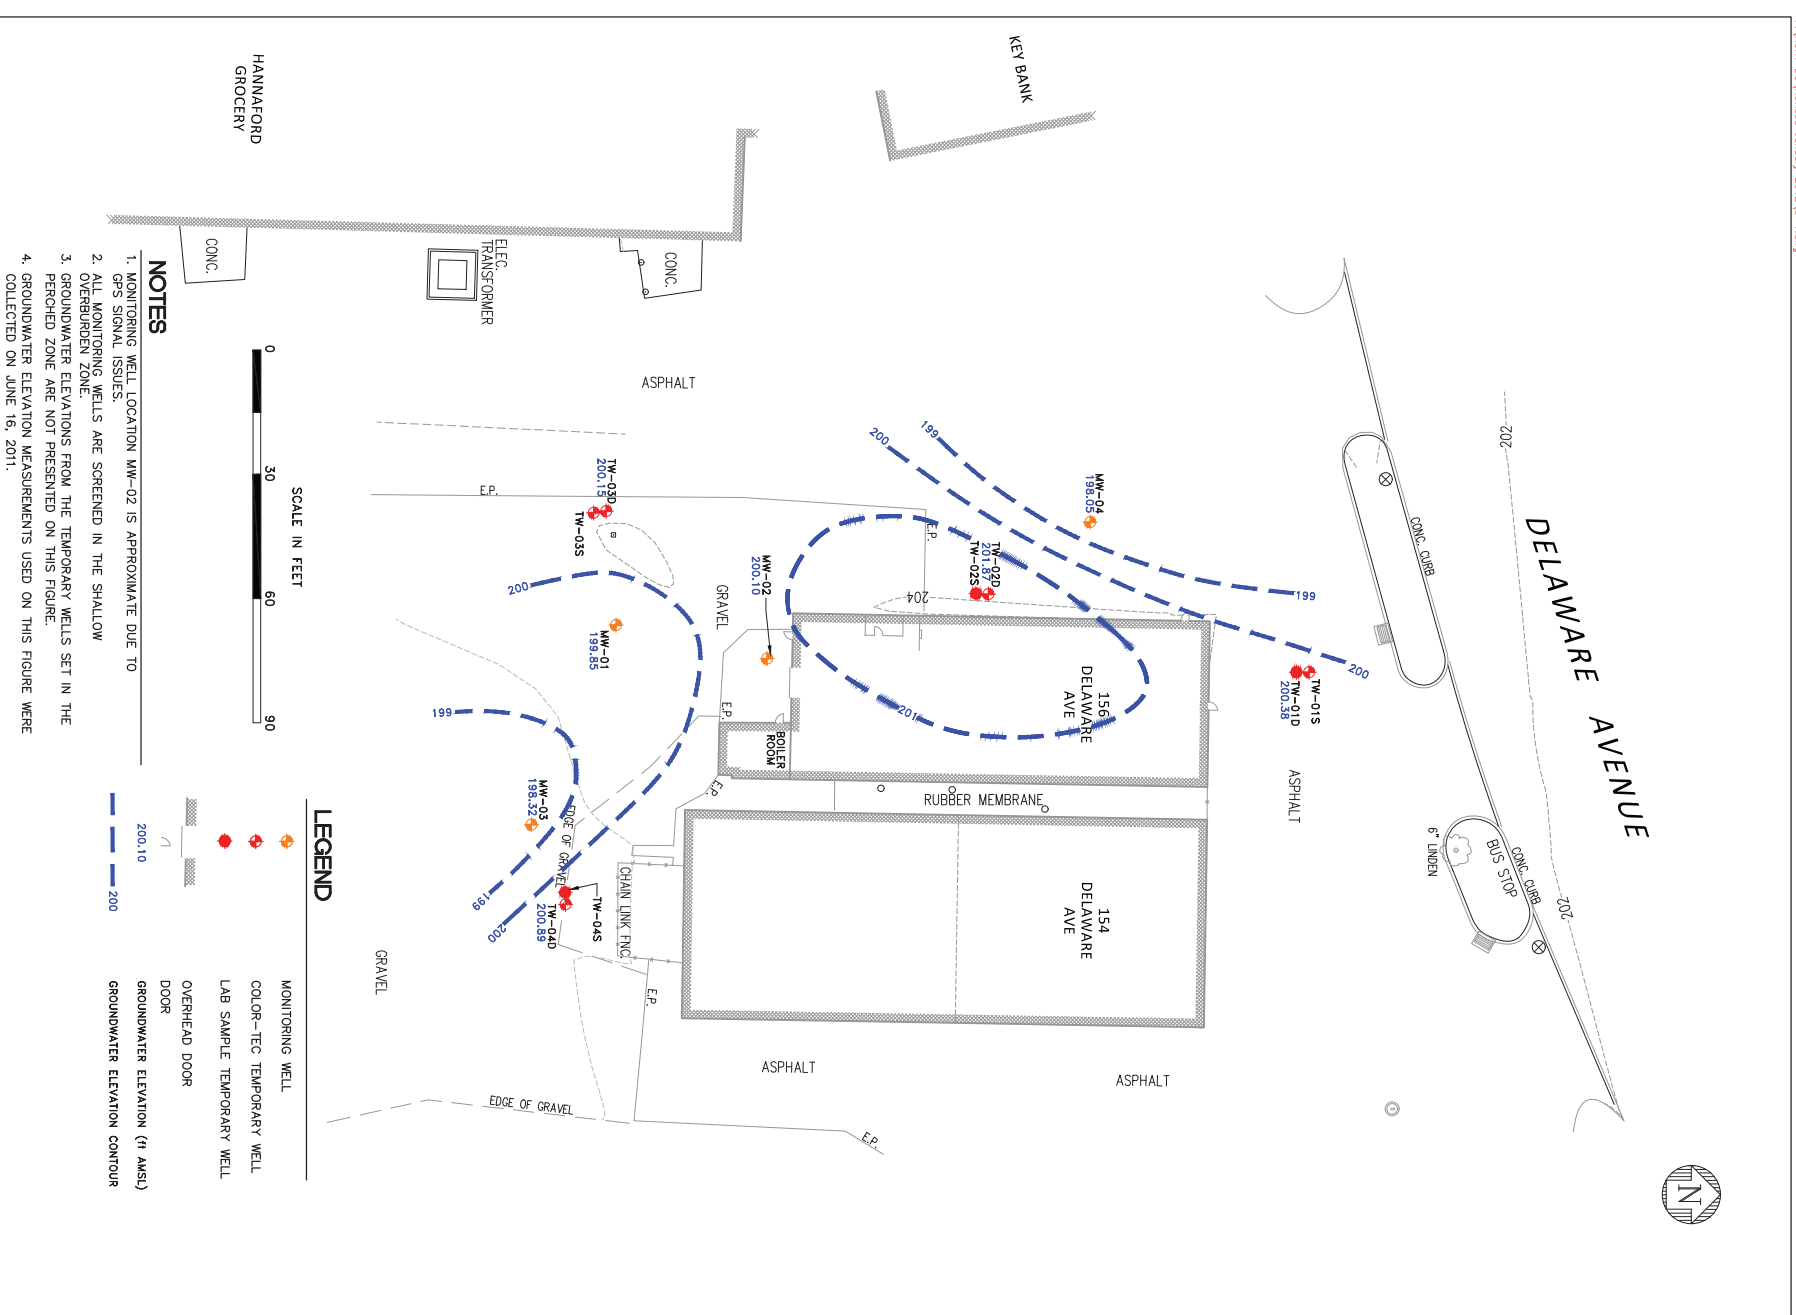 KEY BANK
HANNAFORD
GROCERY
DELAWARE AVENUE
202
202
CONC. CURB
CONC. CURB
BUS STOP
6" LINDEN
CONC.
CONC.
ELEC.
TRANSFORMER
ASPHALT
ASPHALT
ASPHALT
ASPHALT
E.P.
E.P.
E.P.
E.P.
E.P.
E.P.
GRAVEL
GRAVEL
204
199
200
199
200
201
200
199
199
200
MW-04
198.05
TW-02D
201.87
TW-02S
TW-01S
TW-01D
200.38
TW-03D
200.15
TW-03S
MW-02
200.10
MW-01
199.85
MW-03
198.32
TW-04S
TW-04D
200.89
156
DELAWARE
AVE
BOILER
ROOM
RUBBER MEMBRANE
154
DELAWARE
AVE
CHAIN LINK FNC.
EDGE OF GRAVEL
EDGE OF GRAVEL
N
SCALE IN FEET
0 30 60 90
NOTES
1. MONITORING WELL LOCATION MW-02 IS APPROXIMATE DUE TO
GPS SIGNAL ISSUES.
2. ALL MONITORING WELLS ARE SCREENED IN THE SHALLOW
OVERBURDEN ZONE.
3. GROUNDWATER ELEVATIONS FROM THE TEMPORARY WELLS SET IN THE
PERCHED ZONE ARE NOT PRESENTED ON THIS FIGURE.
4. GROUNDWATER ELEVATION MEASUREMENTS USED ON THIS FIGURE WERE
COLLECTED ON JUNE 16, 2011.
LEGEND
MONITORING WELL
COLOR-TEC TEMPORARY WELL
LAB SAMPLE TEMPORARY WELL
OVERHEAD DOOR
DOOR
200.10 GROUNDWATER ELEVATION (ft AMSL)
200 GROUNDWATER ELEVATION CONTOUR